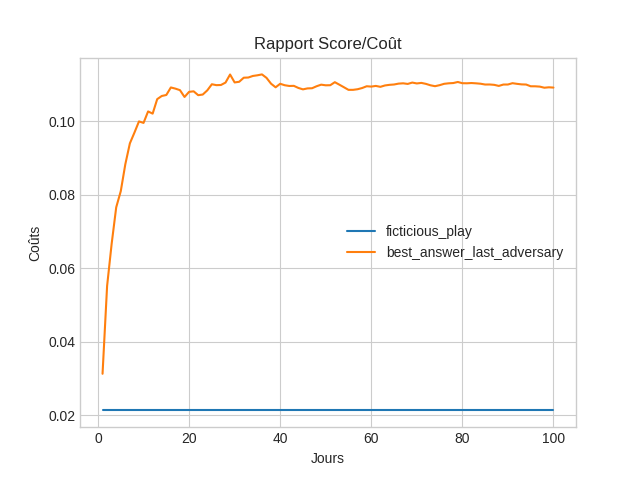 Rapport Score/Coût
Coûts
0.10
0.08
0.06
0.04
0.02
ficticious_play
best_answer_last_adversary
0 20 40 60 80 100
Jours